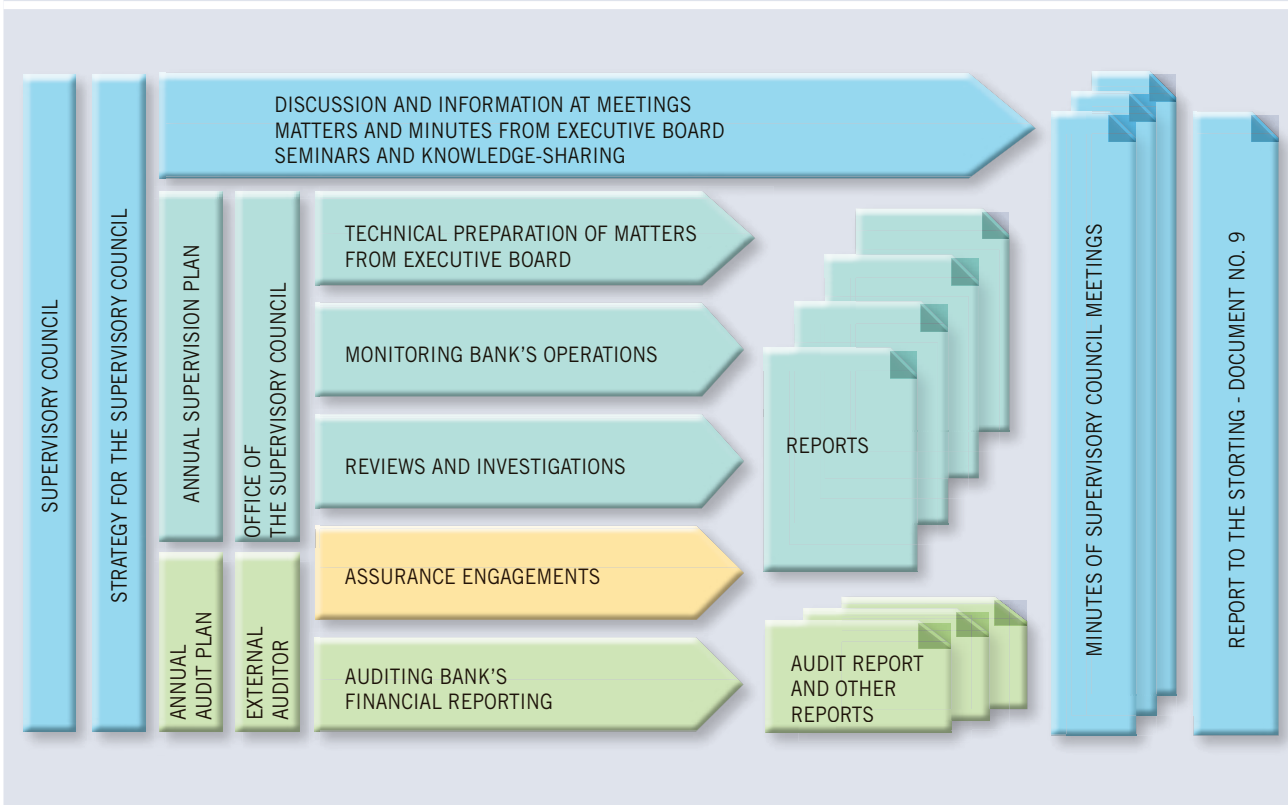 SUPERVISORY COUNCIL
STRATEGY FOR THE SUPERVISORY COUNCIL
DISCUSSION AND INFORMATION AT MEETINGS
MATTERS AND MINUTES FROM EXECUTIVE BOARD
SEMINARS AND KNOWLEDGE-SHARING
ANNUAL SUPERVISION PLAN
OFFICE OF
THE SUPERVISORY COUNCIL
TECHNICAL PREPARATION OF MATTERS
FROM EXECUTIVE BOARD
MONITORING BANK'S OPERATIONS
REVIEWS AND INVESTIGATIONS
REPORTS
ANNUAL
AUDIT PLAN
EXTERNAL
AUDITOR
ASSURANCE ENGAGEMENTS
AUDITING BANK'S
FINANCIAL REPORTING
AUDIT REPORT
AND OTHER
REPORTS
MINUTES OF SUPERVISORY COUNCIL MEETINGS
REPORT TO THE STORTING - DOCUMENT NO. 9